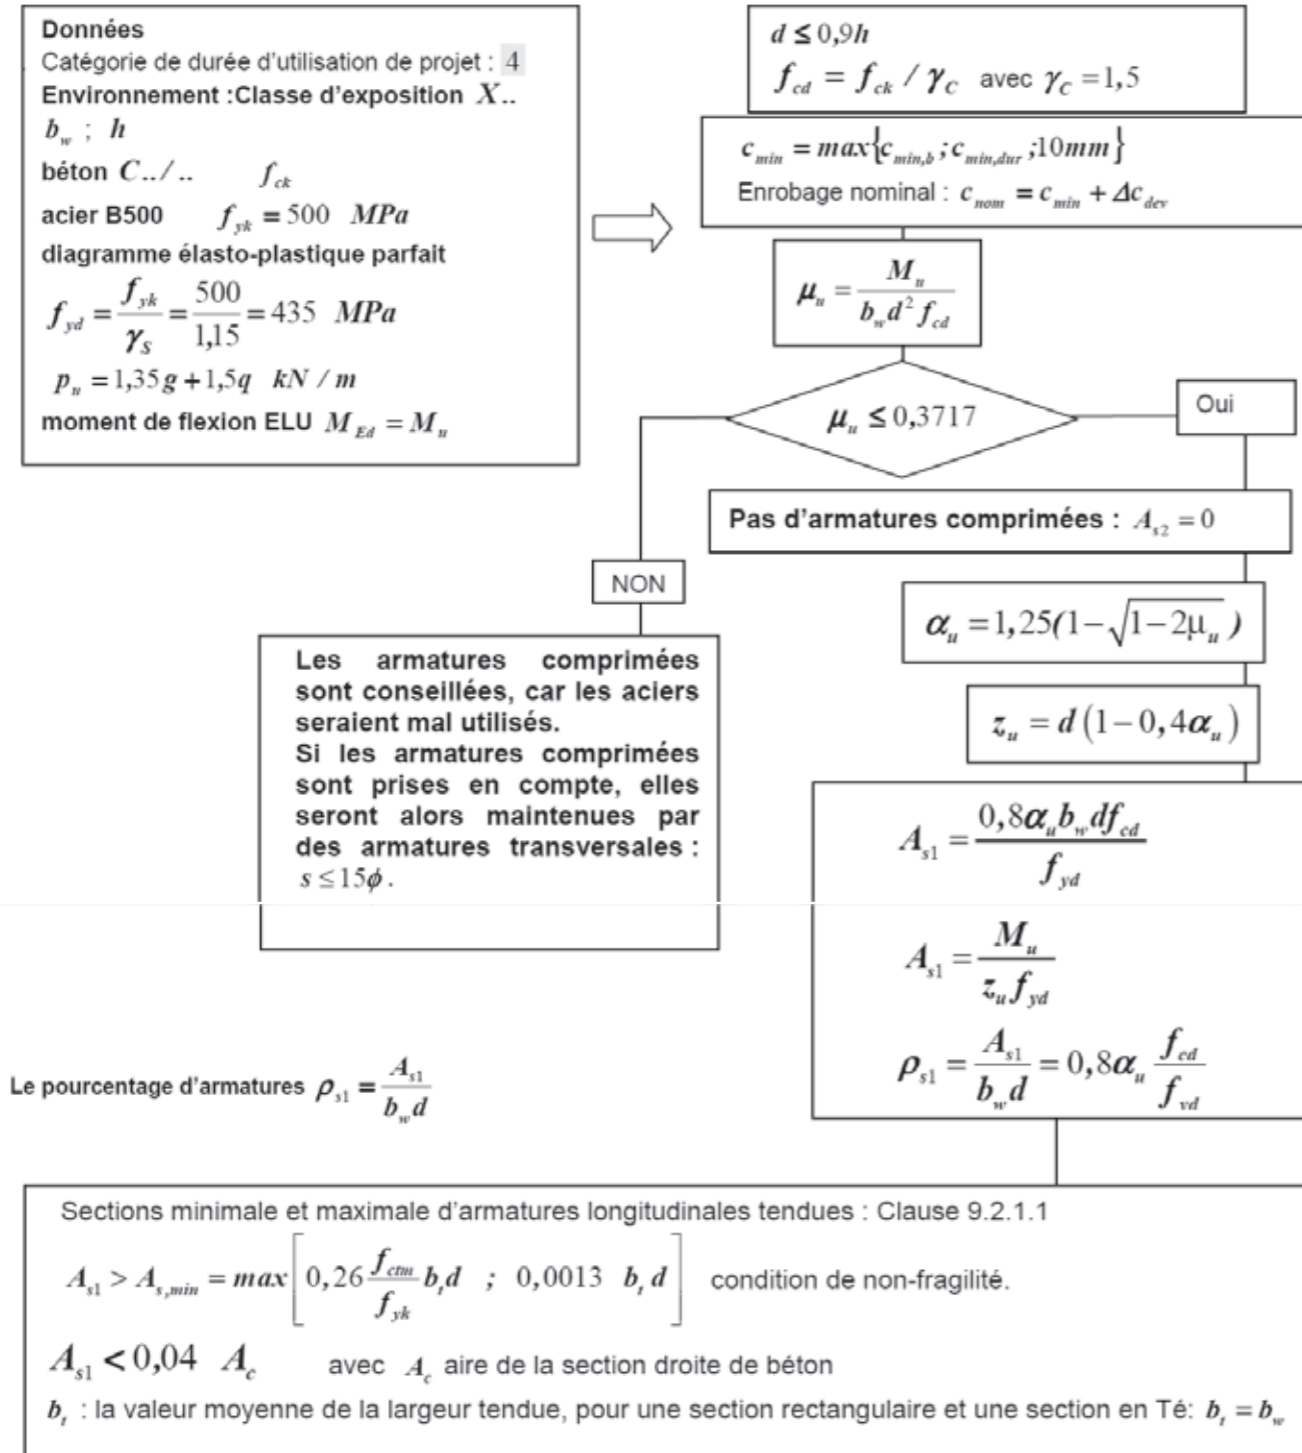 Données
Catégorie de durée d'utilisation de projet : 4
Environnement :Classe d'exposition X..
b_w ; h
béton C../.. f_ck
acier B500 f_yk = 500 MPa
diagramme élasto-plastique parfait
f_yd = f_yk / γ_S = 500 / 1,15 = 435 MPa
p_u = 1,35g + 1,5q kN / m
moment de flexion ELU M_Ed = M_u
d ≤ 0,9h
f_cd = f_ck / γ_C avec γ_C = 1,5
c_min = max{c_min,b ; c_min,dur ; 10mm}
Enrobage nominal : c_nom = c_min + Δc_dev
μ_u = M_u / (b_w d² f_cd)
μ_u ≤ 0,3717
Oui
Pas d'armatures comprimées : A_s2 = 0
NON
α_u = 1,25(1−√(1−2μ_u))
z_u = d(1−0,4α_u)
Les armatures comprimées
sont conseillées, car les aciers
seraient mal utilisés.
Si les armatures comprimées
sont prises en compte, elles
seront alors maintenues par
des armatures transversales :
s ≤ 15ϕ.
A_s1 = 0,8α_u b_w d f_cd / f_yd
A_s1 = M_u / (z_u f_yd)
ρ_s1 = A_s1 / (b_w d) = 0,8α_u f_cd / f_yd
Le pourcentage d'armatures ρ_s1 = A_s1 / (b_w d)
Sections minimale et maximale d'armatures longitudinales tendues : Clause 9.2.1.1
A_s1 > A_s,min = max[0,26 (f_ctm / f_yk) b_t d ; 0,0013 b_t d] condition de non-fragilité.
A_s1 < 0,04 A_c avec A_c aire de la section droite de béton
b_t : la valeur moyenne de la largeur tendue, pour une section rectangulaire et une section en Té: b_t = b_w